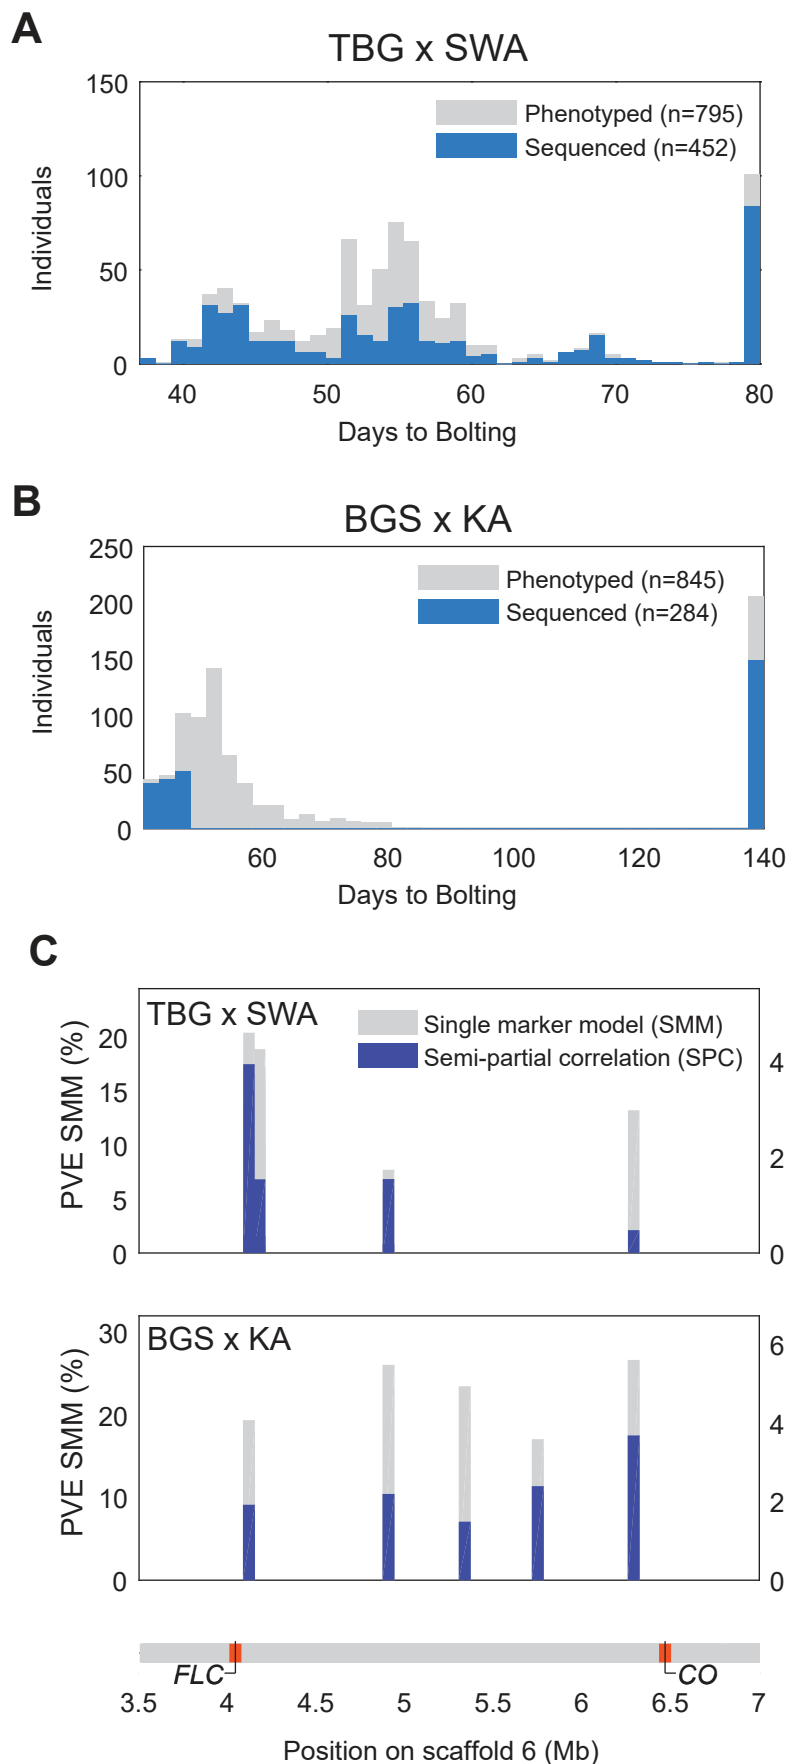 A
TBG x SWA
150
100
50
0
Individuals
Phenotyped (n=795)
Sequenced (n=452)
40 50 60 70 80
Days to Bolting
B
BGS x KA
250
200
150
100
50
0
Individuals
Phenotyped (n=845)
Sequenced (n=284)
60 80 100 120 140
Days to Bolting
C
TBG x SWA
Single marker model (SMM)
Semi-partial correlation (SPC)
PVE SMM (%)
20
15
10
5
0
4
2
0
BGS x KA
PVE SMM (%)
30
20
10
0
6
4
2
0
FLC CO
3.5 4 4.5 5 5.5 6 6.5 7
Position on scaffold 6 (Mb)